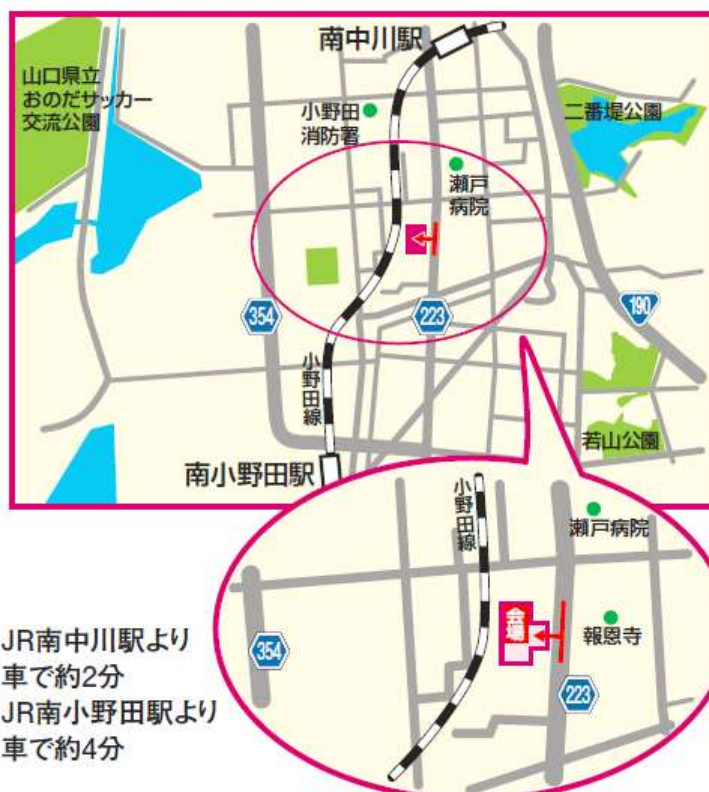 南中川駅
山口県立
おのだサッカー
交流公園
小野田
消防署
二番堤公園
瀬戸
病院
354
223
190
小野田線
若山公園
南小野田駅
小野田線
瀬戸病院
会場
報恩寺
354
223
JR南中川駅より
車で約2分
JR南小野田駅より
車で約4分